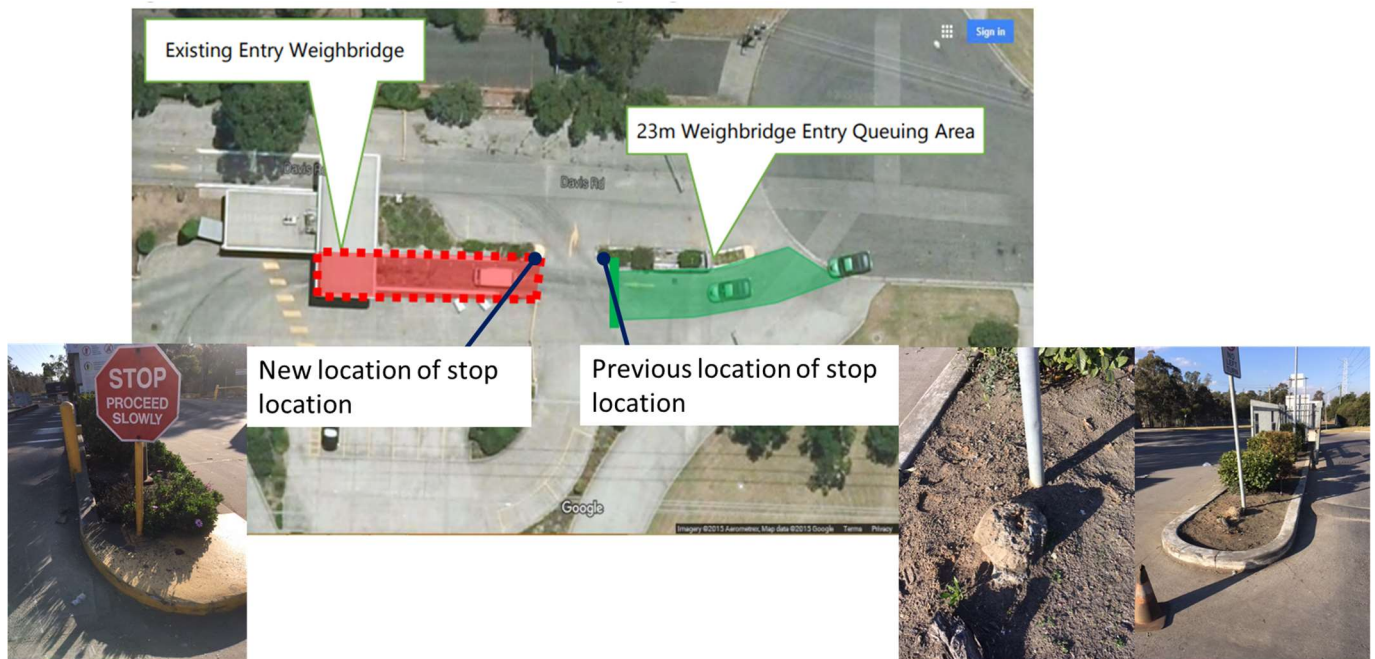 Sign in
Existing Entry Weighbridge
23m Weighbridge Entry Queuing Area
Davis Rd
New location of stop
location
Previous location of stop
location
STOP
PROCEED
SLOWLY
Google
Imagery ©2015 Aerometrex, Map data ©2015 Google Terms Privacy